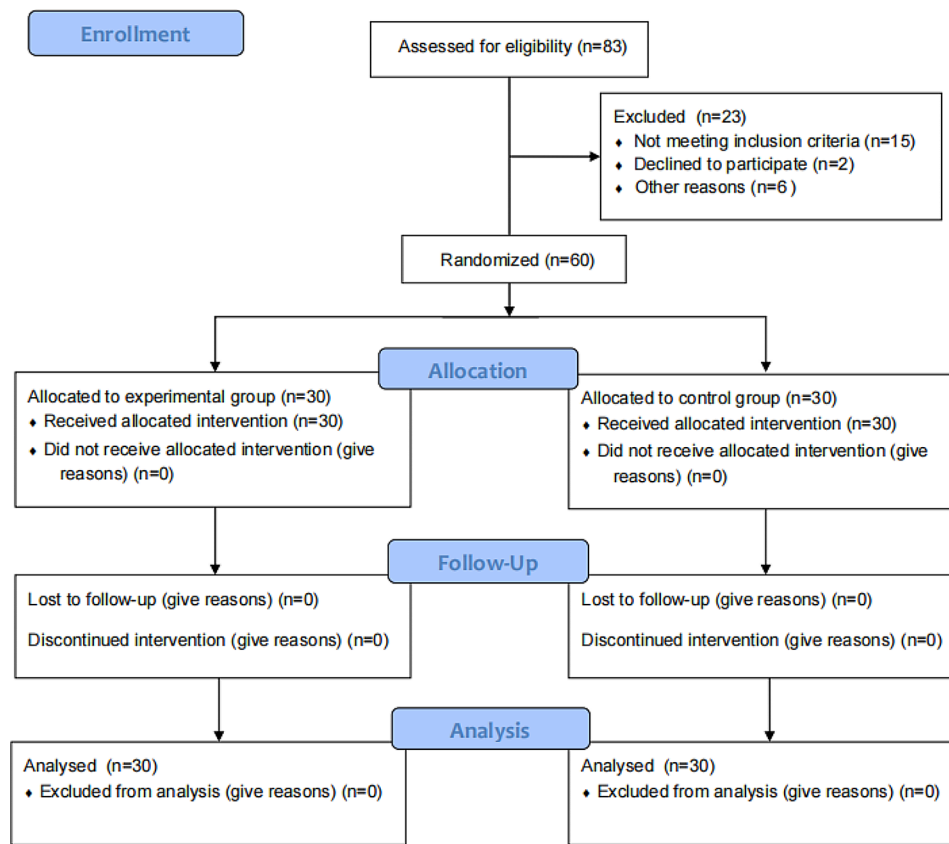 Enrollment
Assessed for eligibility (n=83)
Excluded (n=23)
♦ Not meeting inclusion criteria (n=15)
♦ Declined to participate (n=2)
♦ Other reasons (n=6 )
Randomized (n=60)
Allocation
Allocated to experimental group (n=30)
♦ Received allocated intervention (n=30)
♦ Did not receive allocated intervention (give
reasons) (n=0)
Allocated to control group (n=30)
♦ Received allocated intervention (n=30)
♦ Did not receive allocated intervention (give
reasons) (n=0)
Follow-Up
Lost to follow-up (give reasons) (n=0)
Discontinued intervention (give reasons) (n=0)
Lost to follow-up (give reasons) (n=0)
Discontinued intervention (give reasons) (n=0)
Analysis
Analysed (n=30)
♦ Excluded from analysis (give reasons) (n=0)
Analysed (n=30)
♦ Excluded from analysis (give reasons) (n=0)